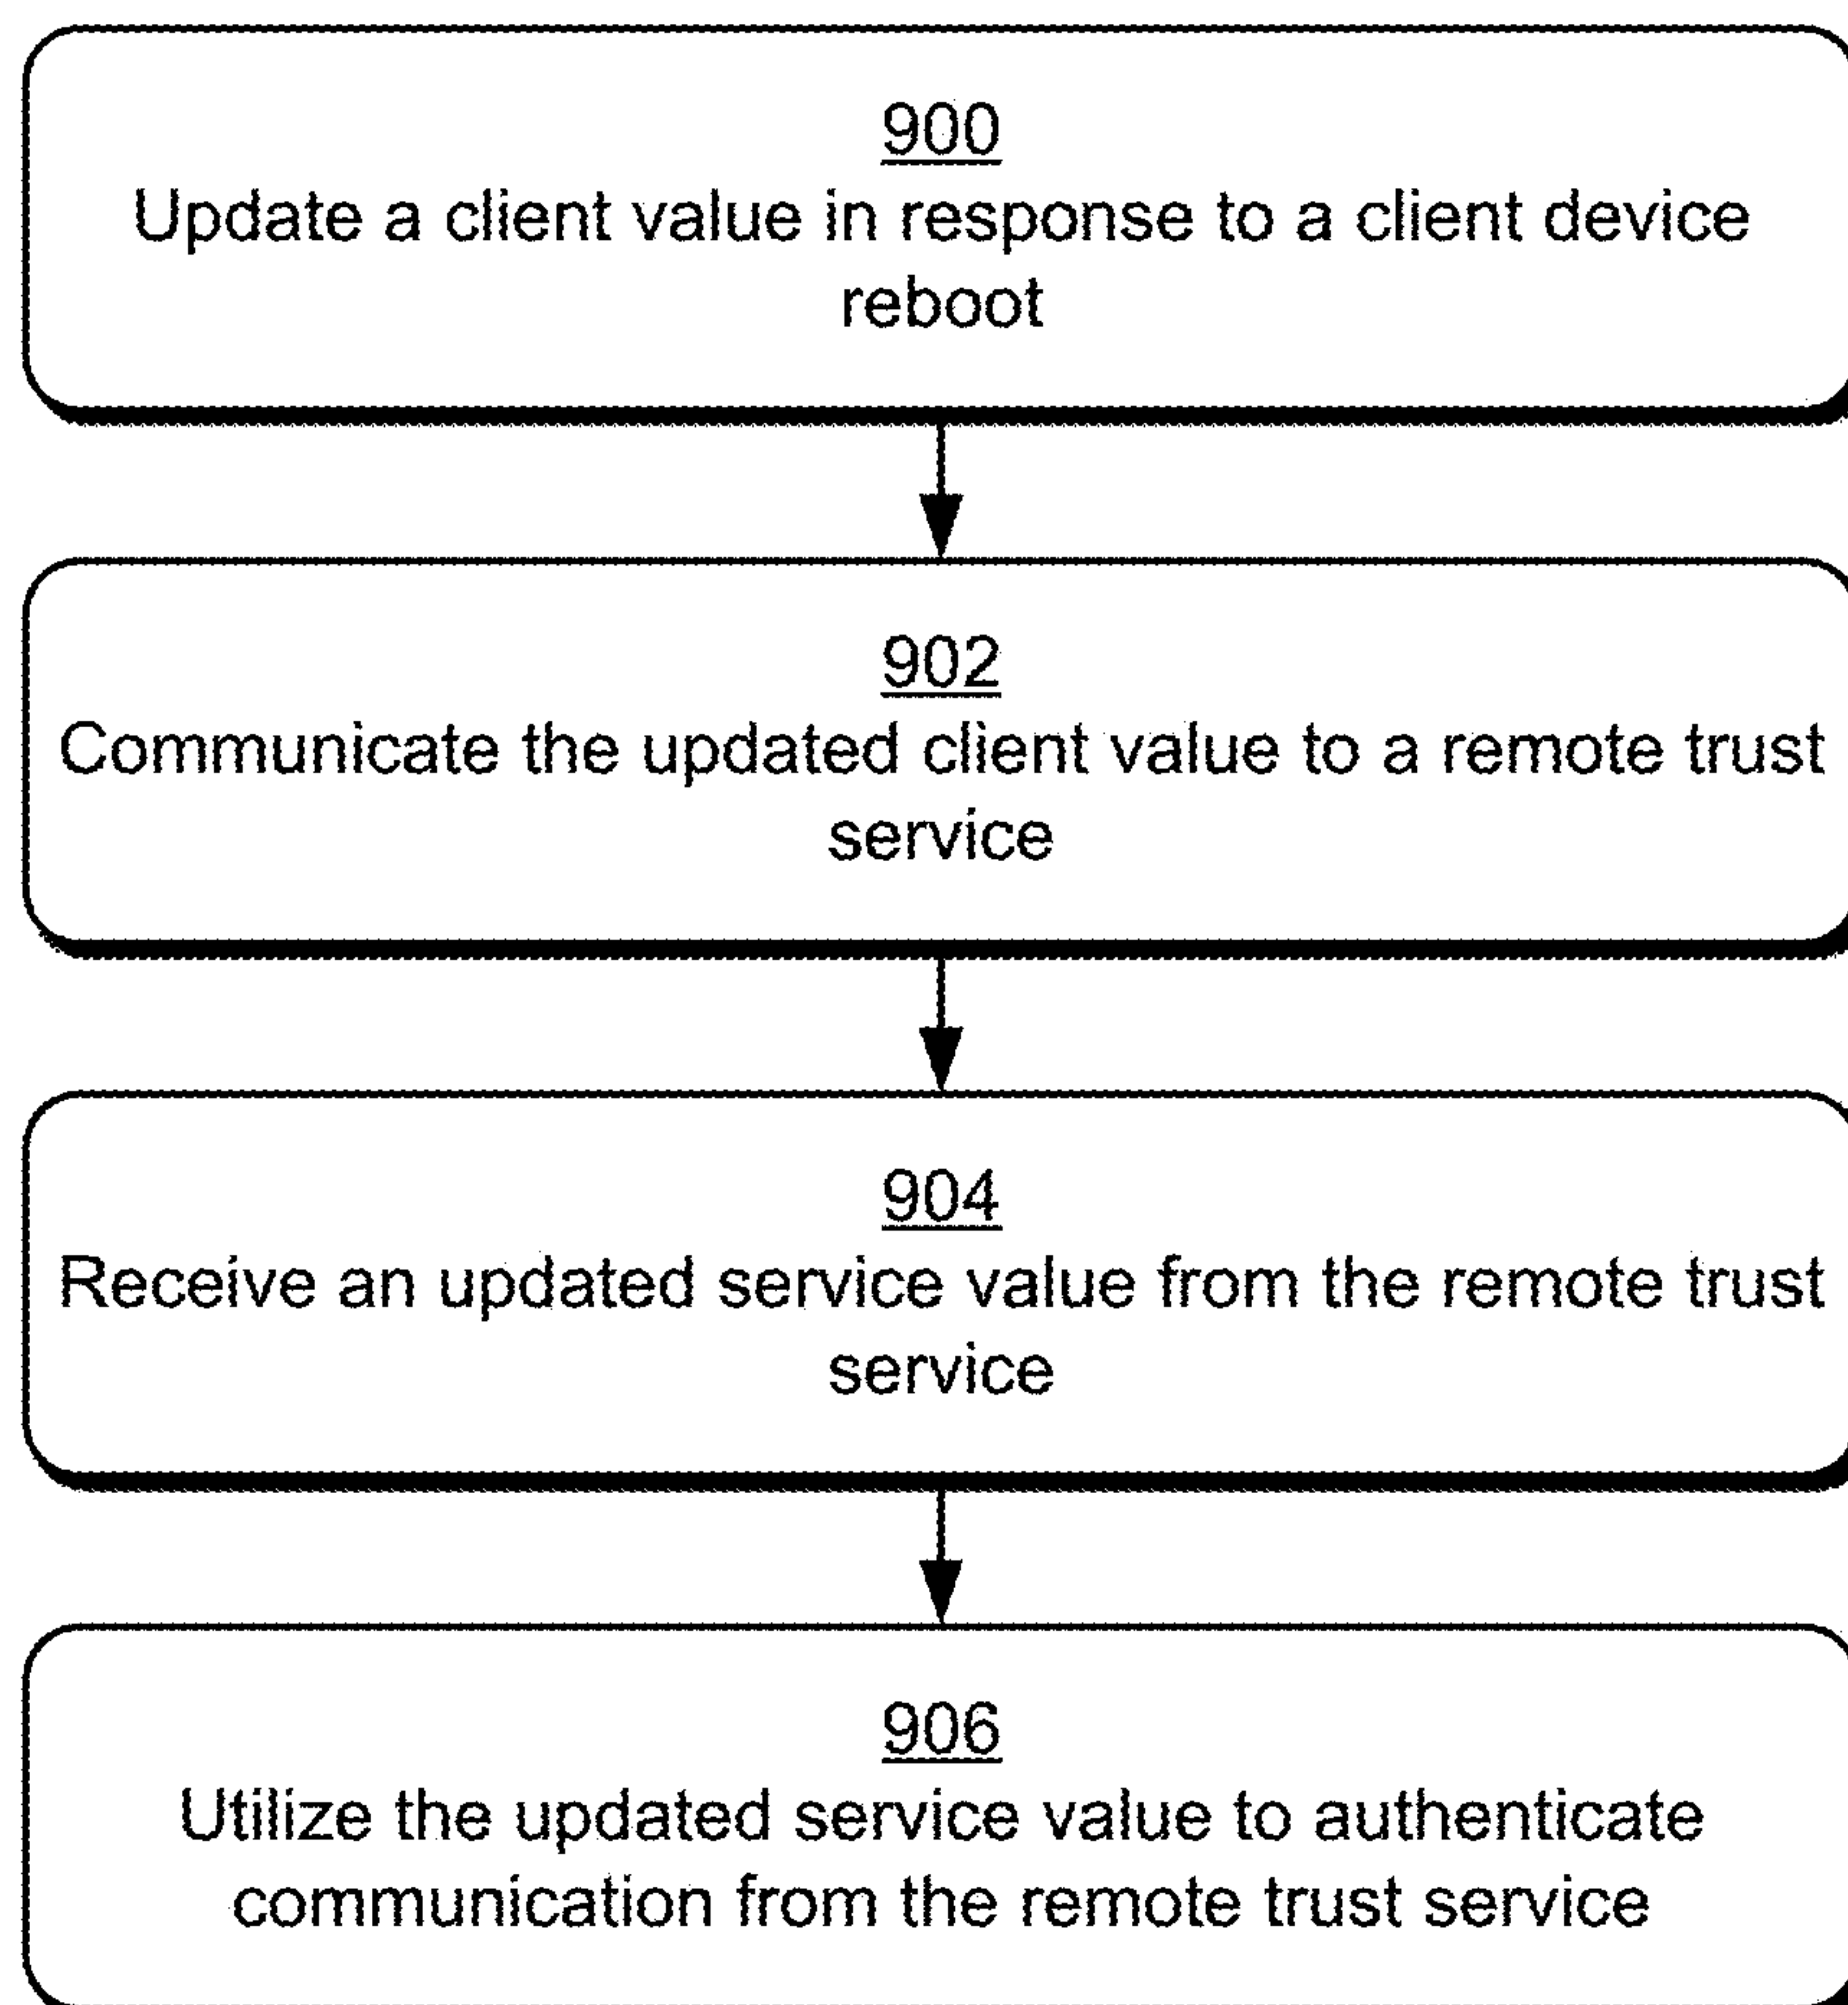 900
Update a client value in response to a client device
reboot
902
Communicate the updated client value to a remote trust
service
904
Receive an updated service value from the remote trust
service
906
Utilize the updated service value to authenticate
communication from the remote trust service